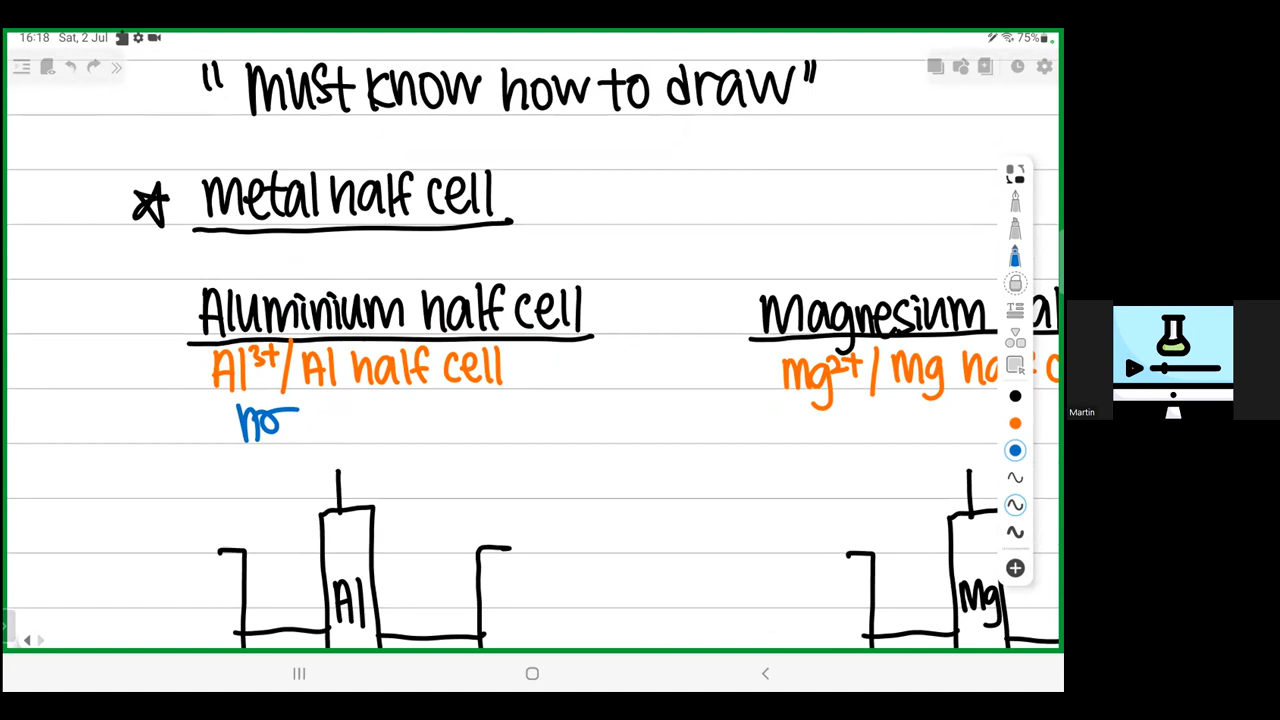 16:18 Sat, 2 Jul 75%
"must know how to draw"
metal half cell
Aluminium half cell
Al³⁺/Al half cell
no
Al
Magnesium
mg²⁺/mg
Mg
Martin